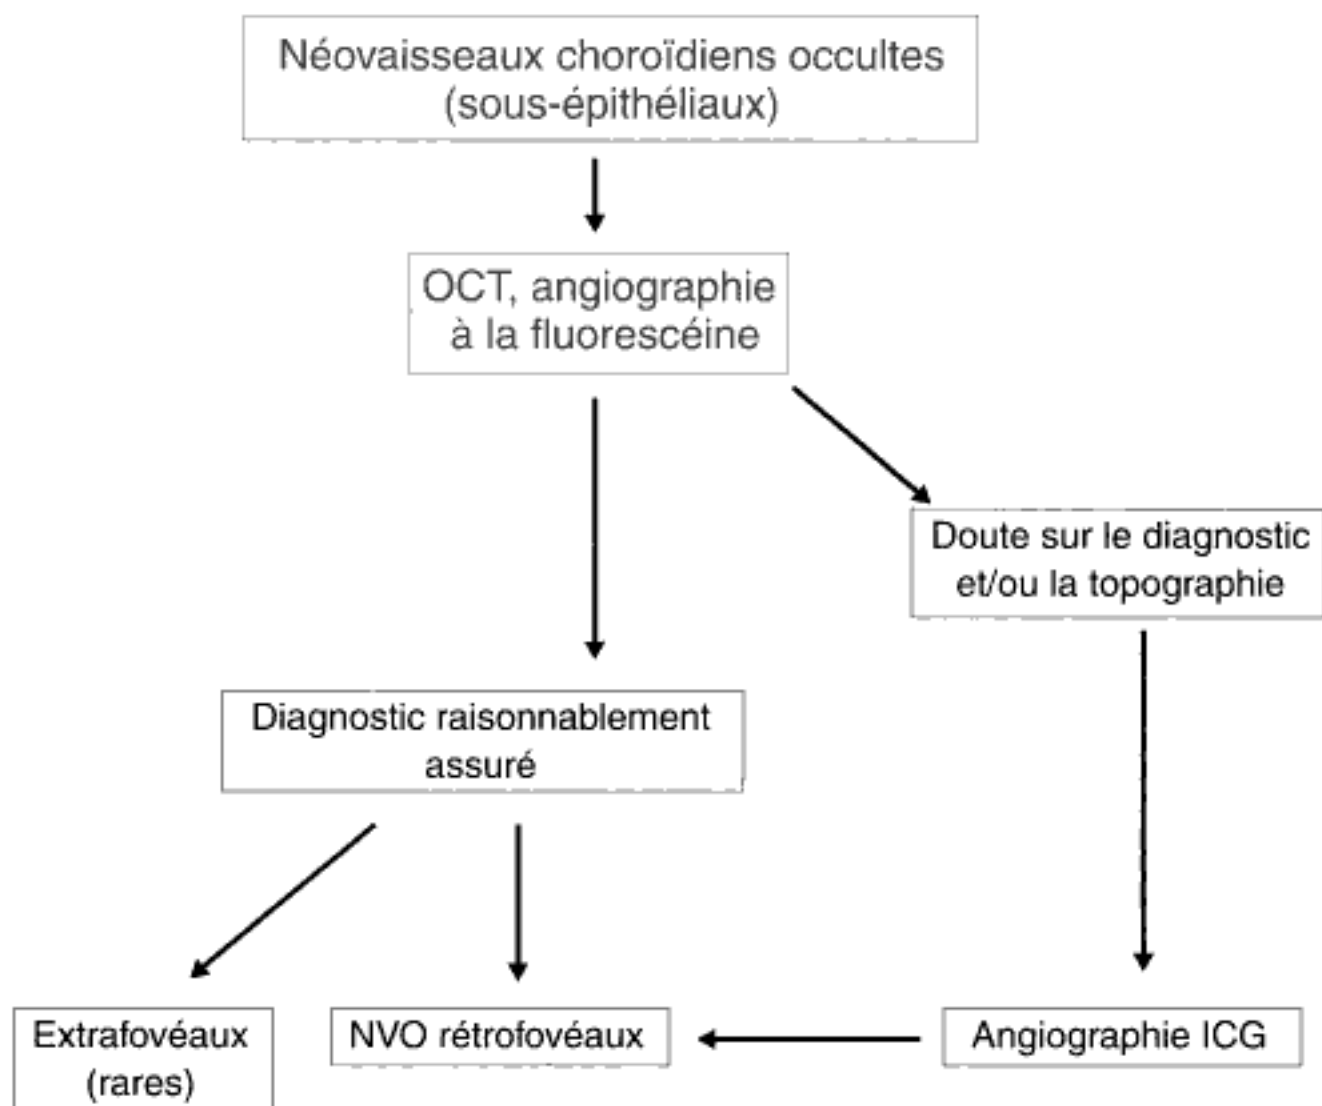 Néovaisseaux choroïdiens occultes
(sous-épithéliaux)
OCT, angiographie
à la fluorescéine
Doute sur le diagnostic
et/ou la topographie
Diagnostic raisonnablement
assuré
Extrafovéaux
(rares)
NVO rétrofovéaux
Angiographie ICG